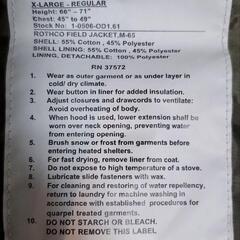 X-LARGE - REGULAR
Height: 66" - 71"
Chest: 45" to 49"
Stock No: 1-0506-OD1.61
ROTHCO FIELD JACKET,M-65
SHELL: 55% Cotton , 45% Polyester
SHELL LINING: 55% Cotton , 45% Polyester
LINING, DETACHABLE: 100% Polyester
RN 37572
1. Wear as outer garment or as under layer in
cold/ dry climate.
2. Wear button in liner for added insulation.
3. Adjust closures and drawcords to ventilate:
Avoid overheating of body.
4. When hood is used, lower extension shall be
worn over neck opening, preventing water
from entering opening.
5. Brush snow or frost from garments before
entering heated shelters.
6. For fast drying, remove liner from coat.
7. Do not expose to high temperature of a stove.
8. Lubricate slide fasteners with wax.
9. For cleaning and restoring of water repellency,
return to laundry for machine washing in
accordance with established procedures for
quarpel treated garments.
10. DO NOT STARCH OR BLEACH.
DO NOT REMOVE THIS LABEL